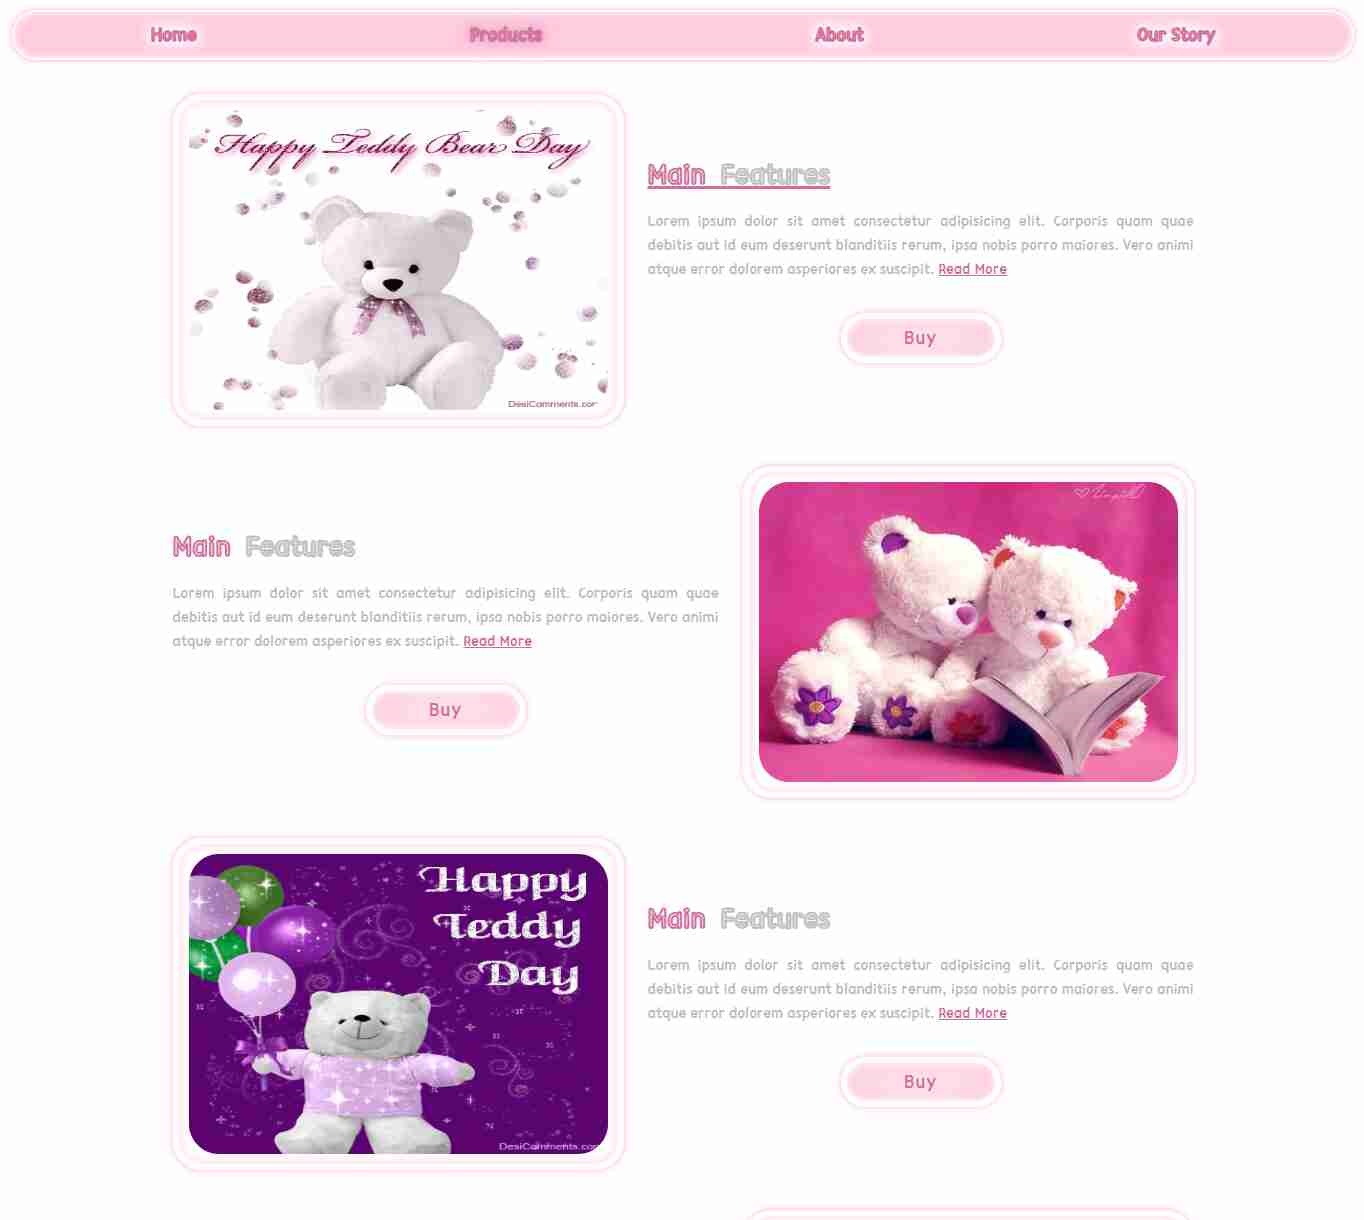 Home Products About Our Story
Happy Teddy Bear Day
DesiComments.com
Main Features
Lorem ipsum dolor sit amet consectetur adipisicing elit. Corporis quam quae
debitis aut id eum deserunt blanditiis rerum, ipsa nobis porro maiores. Vero animi
atque error dolorem asperiores ex suscipit. Read More
Buy
Main Features
Lorem ipsum dolor sit amet consectetur adipisicing elit. Corporis quam quae
debitis aut id eum deserunt blanditiis rerum, ipsa nobis porro maiores. Vero animi
atque error dolorem asperiores ex suscipit. Read More
Buy
Happy
Teddy
Day
DesiComments.com
Main Features
Lorem ipsum dolor sit amet consectetur adipisicing elit. Corporis quam quae
debitis aut id eum deserunt blanditiis rerum, ipsa nobis porro maiores. Vero animi
atque error dolorem asperiores ex suscipit. Read More
Buy